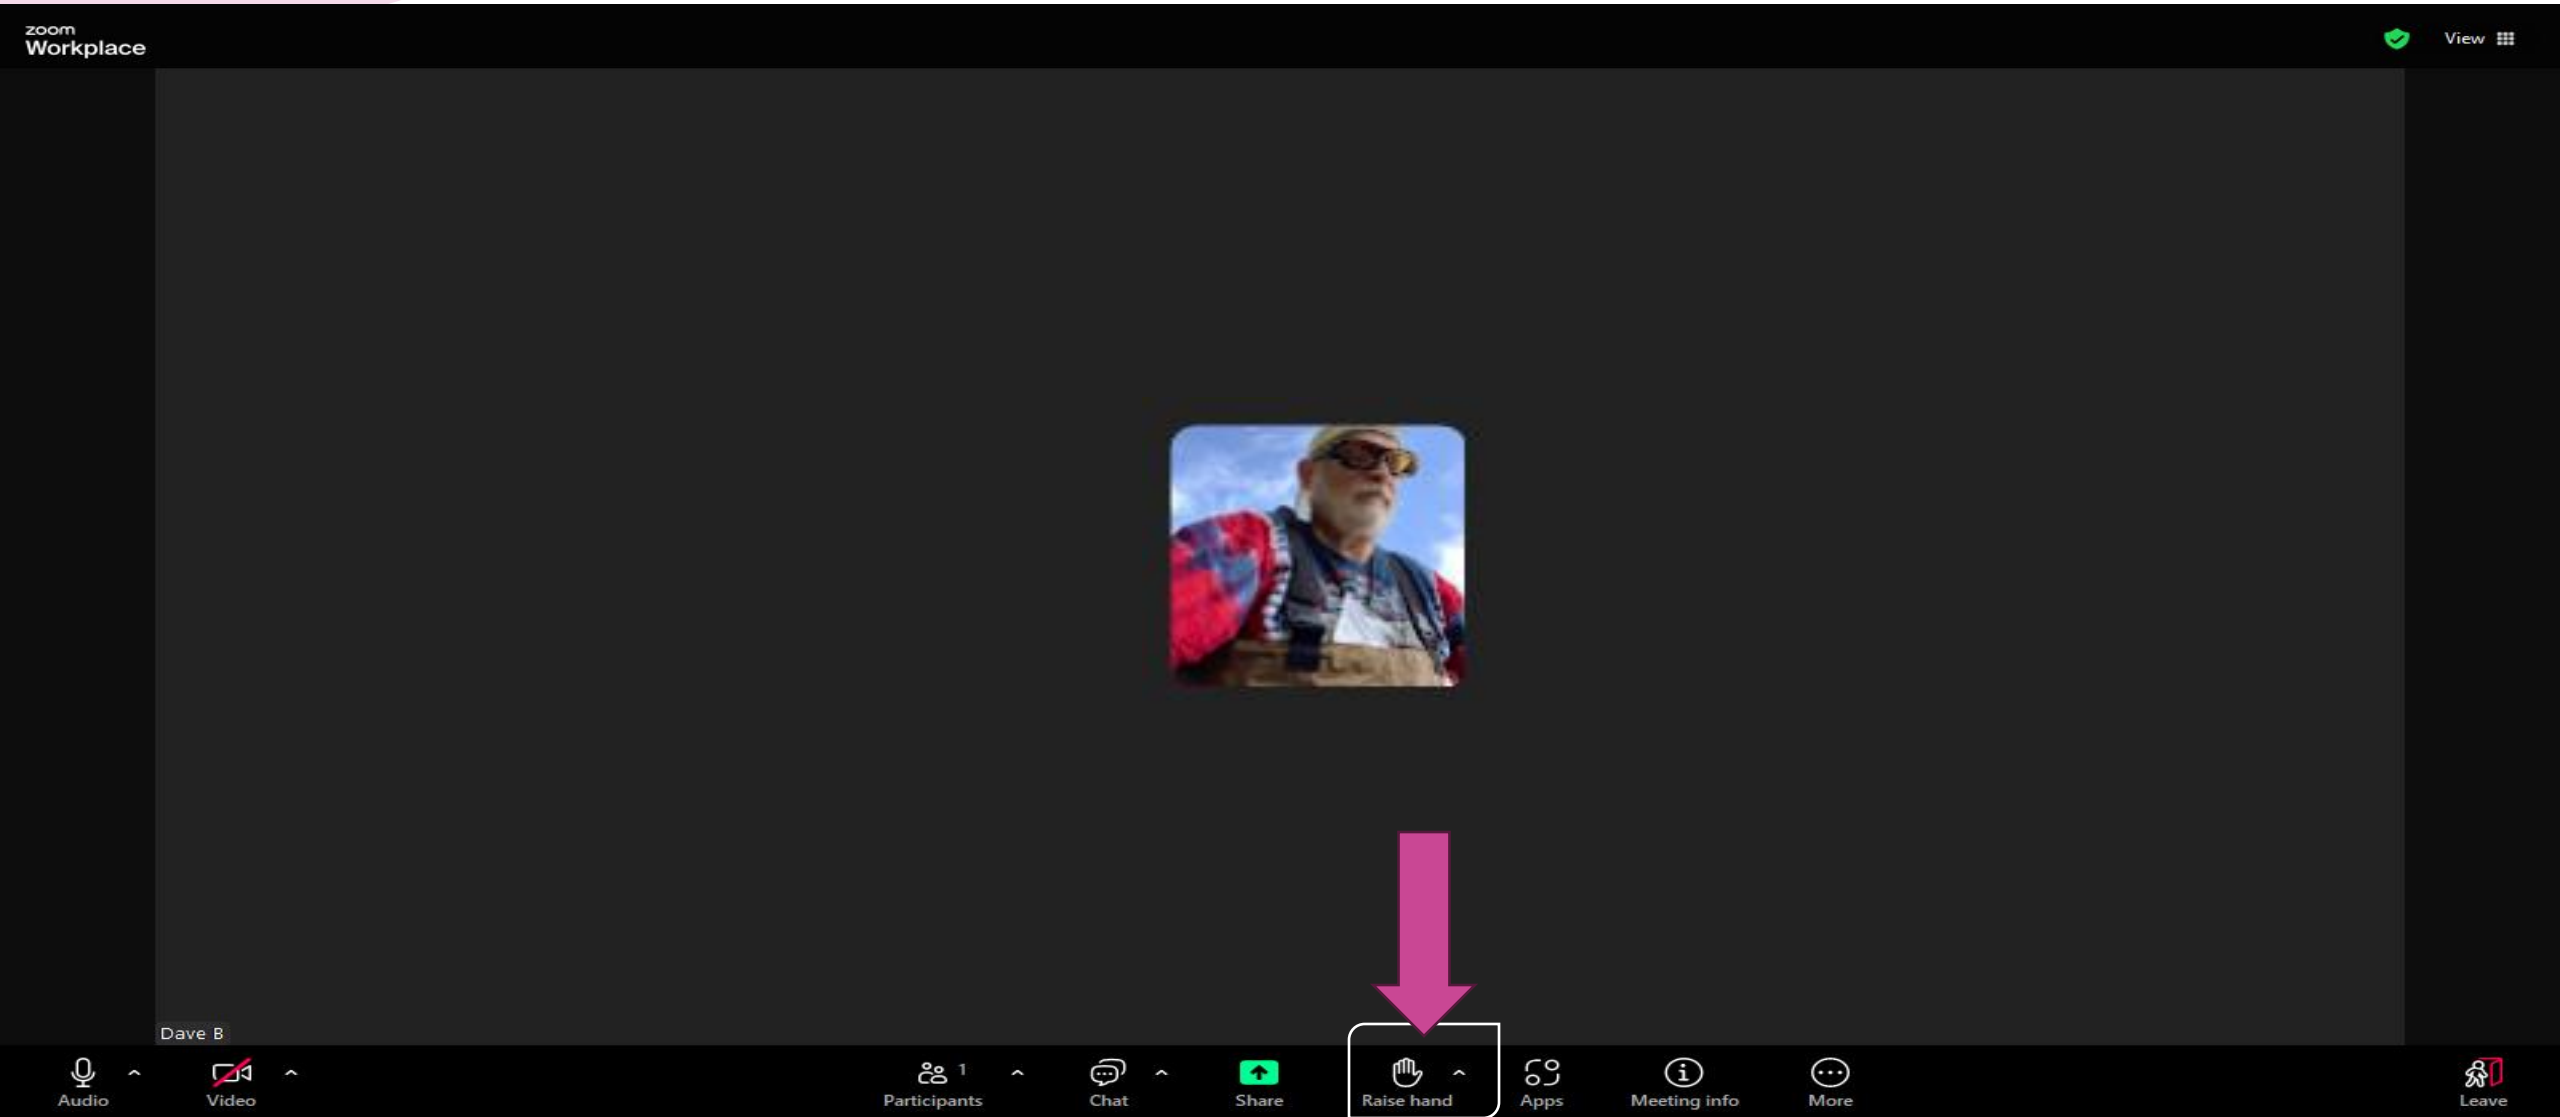 zoom
Workplace
View
Dave B
Audio
Video
1
Participants
Chat
Share
Raise hand
Apps
Meeting info
More
Leave